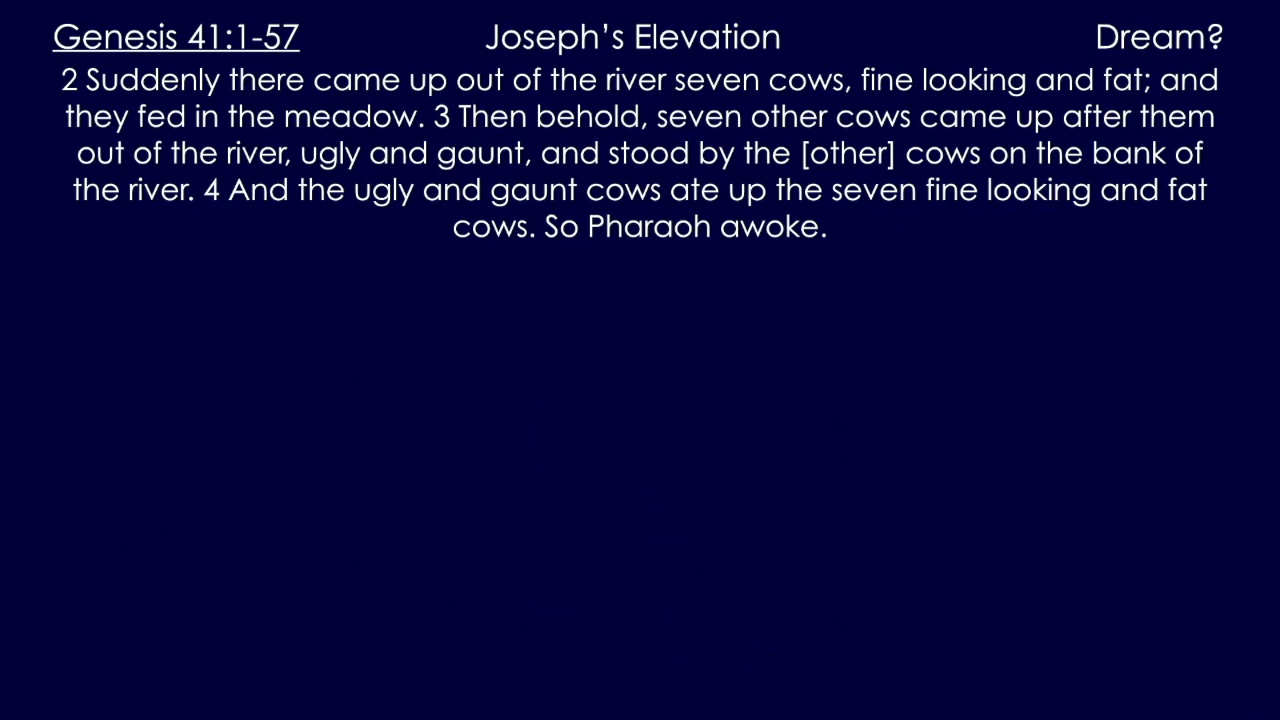 Genesis 41:1-57 Joseph’s Elevation Dream?
2 Suddenly there came up out of the river seven cows, fine looking and fat; and
they fed in the meadow. 3 Then behold, seven other cows came up after them
out of the river, ugly and gaunt, and stood by the [other] cows on the bank of
the river. 4 And the ugly and gaunt cows ate up the seven fine looking and fat
cows. So Pharaoh awoke.